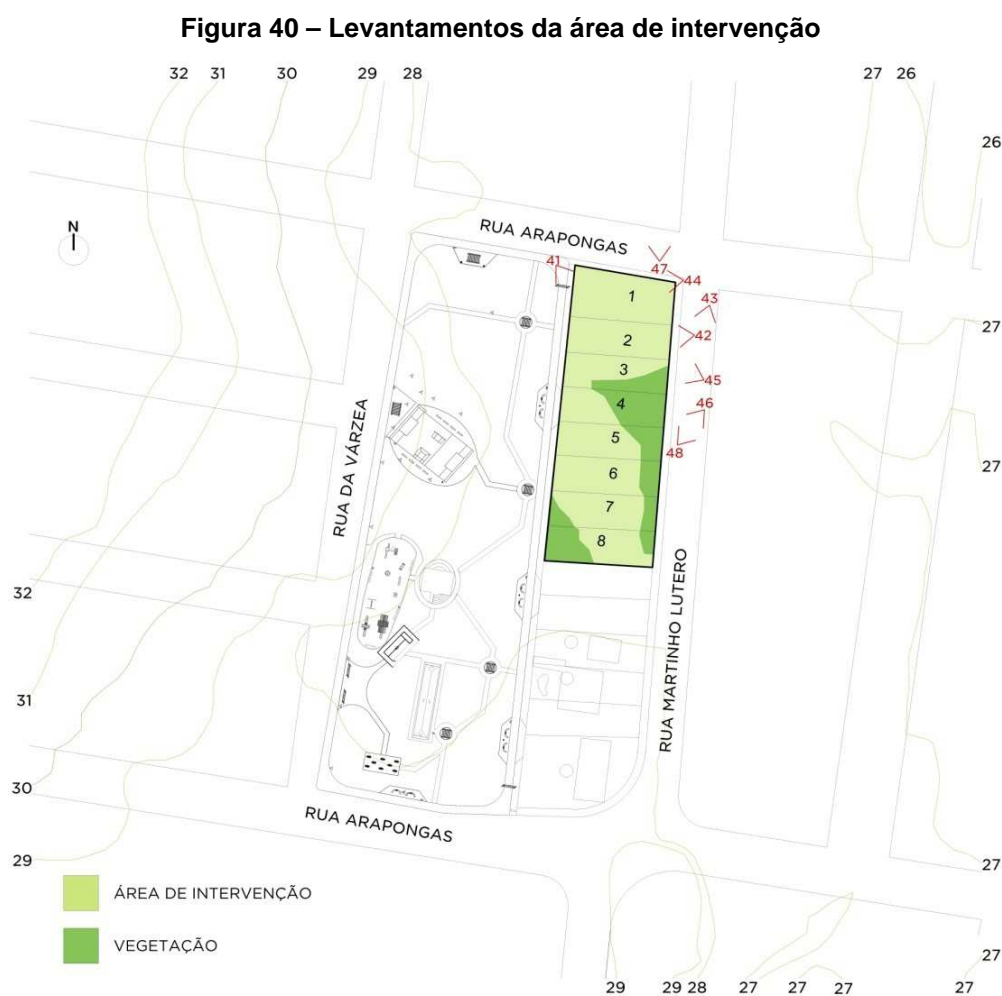 Figura 40 – Levantamentos da área de intervenção
32 31 30 29 28 27 26
26
N
RUA ARAPONGAS
41
47
44
43
42
45
46
48
1
2
3
4
5
6
7
8
27
27
RUA DA VÁRZEA
RUA MARTINHO LUTERO
32
31
30
29
RUA ARAPONGAS
27
27
ÁREA DE INTERVENÇÃO
VEGETAÇÃO
29 29 28 27 27 27 27